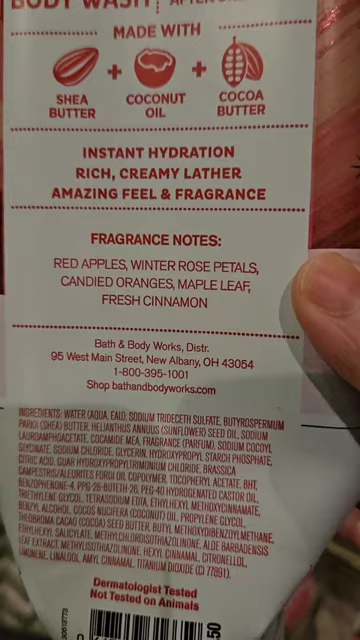 BODY WASH
MADE WITH
SHEA BUTTER + COCONUT OIL + COCOA BUTTER
INSTANT HYDRATION
RICH, CREAMY LATHER
AMAZING FEEL & FRAGRANCE
FRAGRANCE NOTES:
RED APPLES, WINTER ROSE PETALS,
CANDIED ORANGES, MAPLE LEAF,
FRESH CINNAMON
Bath & Body Works, Distr.
95 West Main Street, New Albany, OH 43054
1-800-395-1001
Shop bathandbodyworks.com
INGREDIENTS: WATER (AQUA, EAU), SODIUM TRIDECETH SULFATE, BUTYROSPERMUM
PARKII (SHEA) BUTTER, HELIANTHUS ANNUUS (SUNFLOWER) SEED OIL, SODIUM
LAUROAMPHOACETATE, COCAMIDE MEA, FRAGRANCE (PARFUM), SODIUM COCOYL
GLYCINATE, SODIUM CHLORIDE, GLYCERIN, HYDROXYPROPYL STARCH PHOSPHATE,
CITRIC ACID, GUAR HYDROXYPROPYLTRIMONIUM CHLORIDE, BRASSICA
CAMPESTRIS/ALEURITES FORDI OIL COPOLYMER, TOCOPHERYL ACETATE, BHT,
BENZOPHENONE-4, PPG-26-BUTETH-26, PEG-40 HYDROGENATED CASTOR OIL,
TRIETHYLENE GLYCOL, TETRASODIUM EDTA, ETHYLHEXYL METHOXYCINNAMATE,
BENZYL ALCOHOL, COCOS NUCIFERA (COCONUT) OIL, PROPYLENE GLYCOL,
THEOBROMA CACAO (COCOA) SEED BUTTER, BUTYL METHOXYDIBENZOYLMETHANE,
ETHYLHEXYL SALICYLATE, METHYLCHLOROISOTHIAZOLINONE, ALOE BARBADENSIS
LEAF EXTRACT, METHYLISOTHIAZOLINONE, HEXYL CINNAMAL, CITRONELLOL,
LIMONENE, LINALOOL, AMYL CINNAMAL, TITANIUM DIOXIDE (CI 77891).
Dermatologist Tested
Not Tested on Animals
50